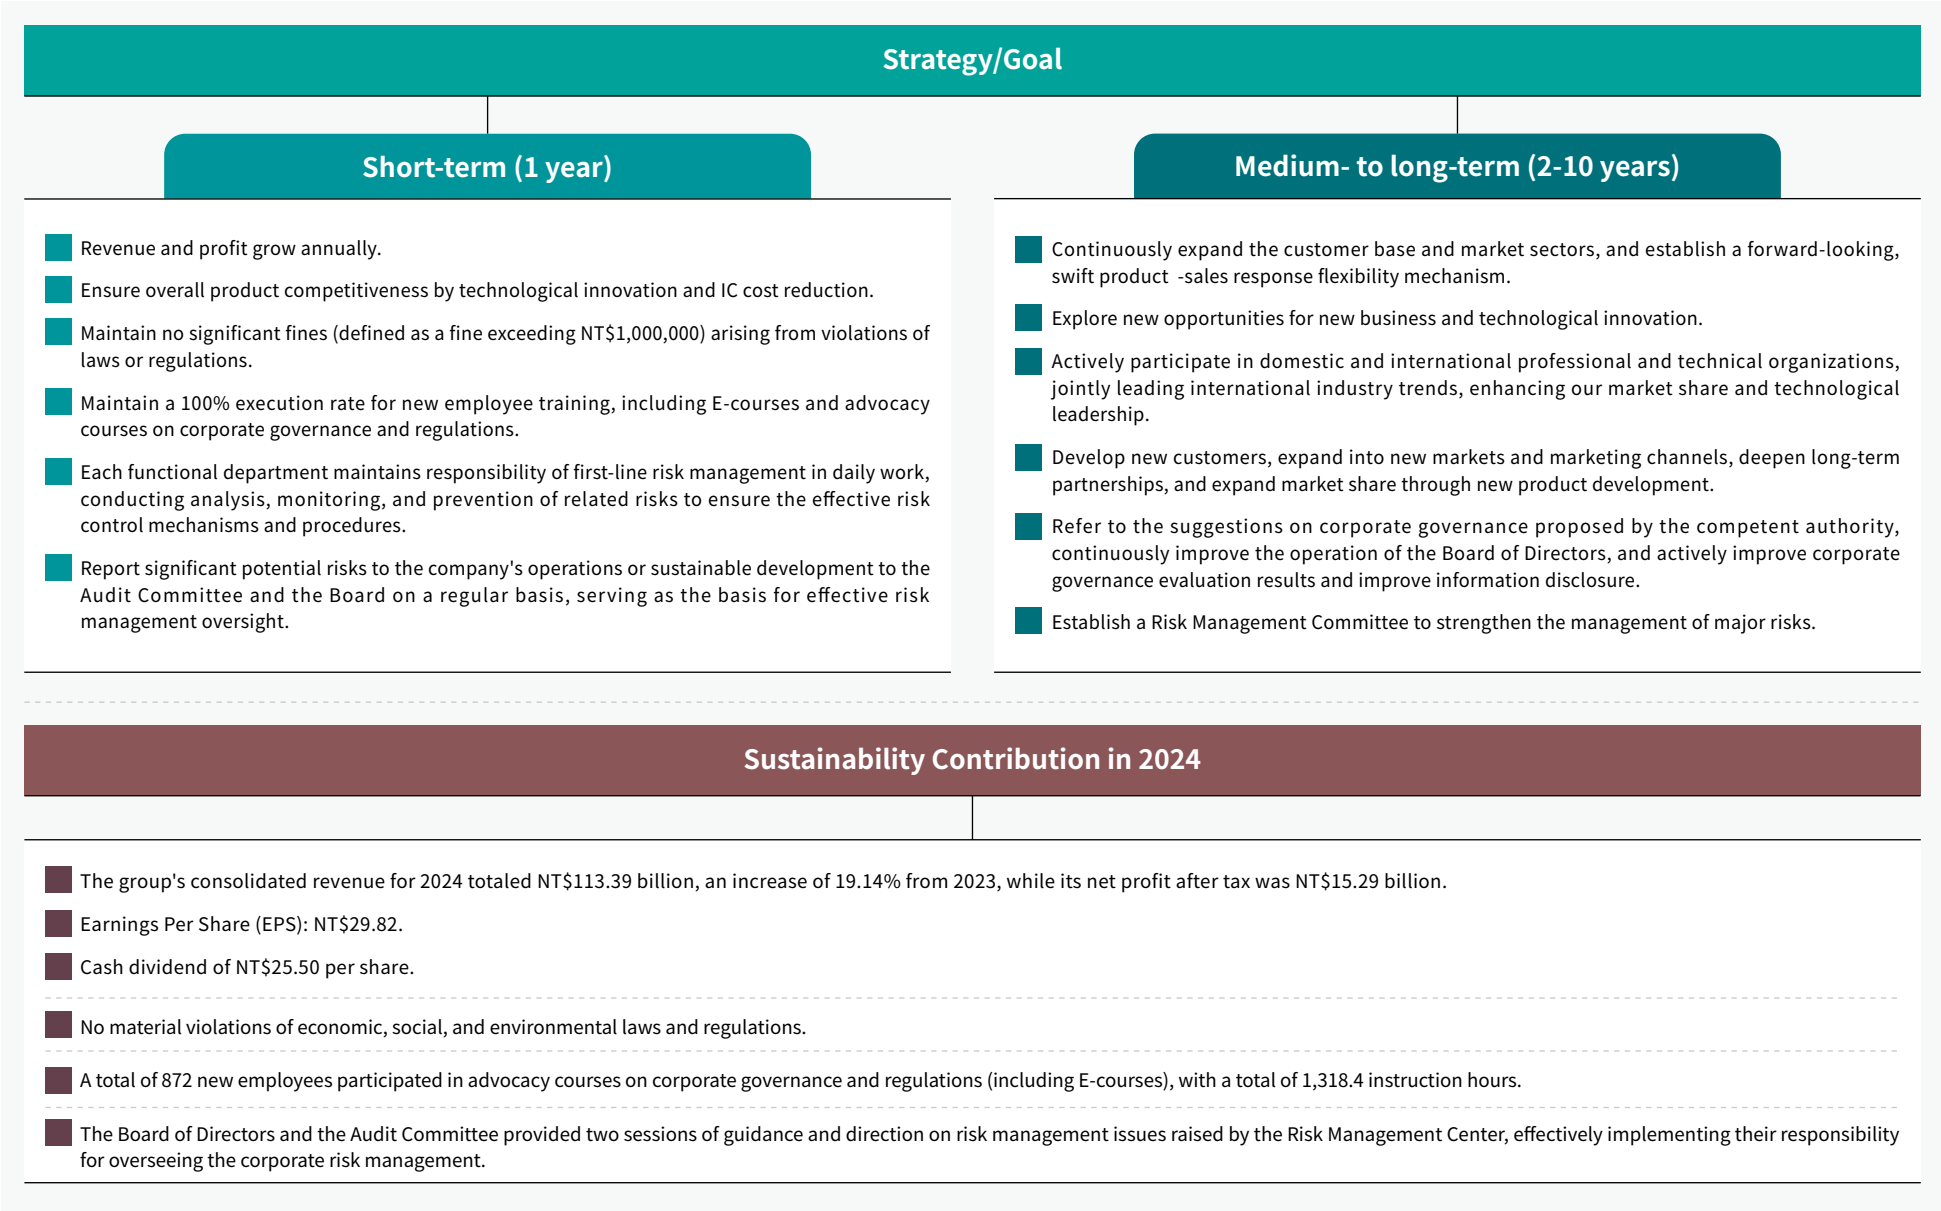 Strategy/Goal
Short-term (1 year)
Revenue and profit grow annually.
Ensure overall product competitiveness by technological innovation and IC cost reduction.
Maintain no significant fines (defined as a fine exceeding NT$1,000,000) arising from violations of
laws or regulations.
Maintain a 100% execution rate for new employee training, including E-courses and advocacy
courses on corporate governance and regulations.
Each functional department maintains responsibility of first-line risk management in daily work,
conducting analysis, monitoring, and prevention of related risks to ensure the effective risk
control mechanisms and procedures.
Report significant potential risks to the company's operations or sustainable development to the
Audit Committee and the Board on a regular basis, serving as the basis for effective risk
management oversight.
Medium- to long-term (2-10 years)
Continuously expand the customer base and market sectors, and establish a forward-looking,
swift product  -sales response flexibility mechanism.
Explore new opportunities for new business and technological innovation.
Actively participate in domestic and international professional and technical organizations,
jointly leading international industry trends, enhancing our market share and technological
leadership.
Develop new customers, expand into new markets and marketing channels, deepen long-term
partnerships, and expand market share through new product development.
Refer to the suggestions on corporate governance proposed by the competent authority,
continuously improve the operation of the Board of Directors, and actively improve corporate
governance evaluation results and improve information disclosure.
Establish a Risk Management Committee to strengthen the management of major risks.
Sustainability Contribution in 2024
The group's consolidated revenue for 2024 totaled NT$113.39 billion, an increase of 19.14% from 2023, while its net profit after tax was NT$15.29 billion.
Earnings Per Share (EPS): NT$29.82.
Cash dividend of NT$25.50 per share.
No material violations of economic, social, and environmental laws and regulations.
A total of 872 new employees participated in advocacy courses on corporate governance and regulations (including E-courses), with a total of 1,318.4 instruction hours.
The Board of Directors and the Audit Committee provided two sessions of guidance and direction on risk management issues raised by the Risk Management Center, effectively implementing their responsibility
for overseeing the corporate risk management.